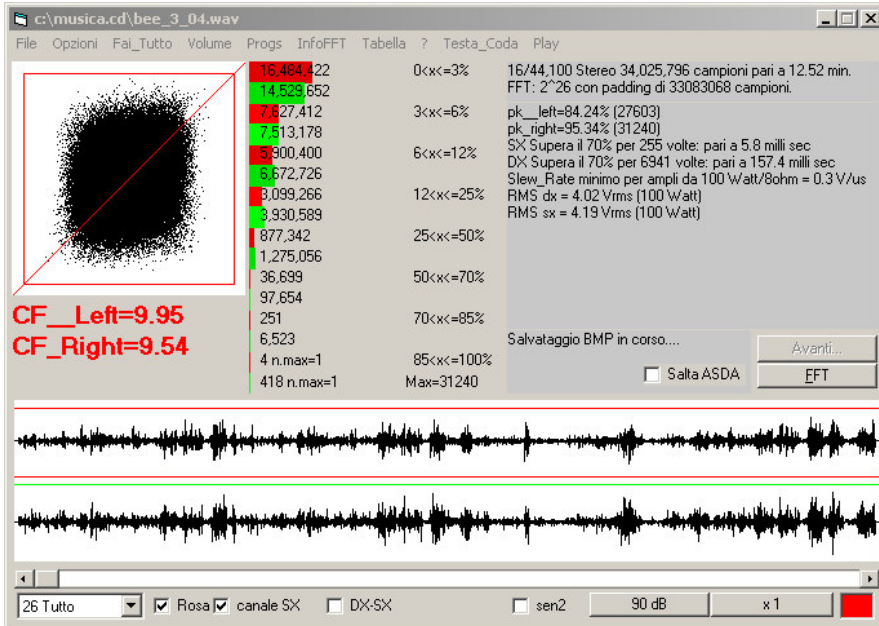 c:\musica.cd\bee_3_04.wav
File Opzioni Fai_Tutto Volume Progs InfoFFT Tabella ? Testa_Coda Play
16,484,422 0<x<=3%
14,529,652
7,627,412 3<x<=6%
7,513,178
5,900,400 6<x<=12%
6,672,726
3,099,266 12<x<=25%
3,930,589
877,342 25<x<=50%
1,275,056
36,699 50<x<=70%
97,654
251 70<x<=85%
6,523
4 n.max=1 85<x<=100%
418 n.max=1 Max=31240
16/44,100 Stereo 34,025,796 campioni pari a 12.52 min.
FFT: 2^26 con padding di 33083068 campioni.
pk__left=84.24% (27603)
pk_right=95.34% (31240)
SX Supera il 70% per 255 volte: pari a 5.8 milli sec
DX Supera il 70% per 6941 volte: pari a 157.4 milli sec
Slew_Rate minimo per ampli da 100 Watt/8ohm = 0.3 V/us
RMS dx = 4.02 Vrms (100 Watt)
RMS sx = 4.19 Vrms (100 Watt)
CF__Left=9.95
CF_Right=9.54
Salvataggio BMP in corso....
Avanti...
Salta ASDA
FFT
26 Tutto Rosa canale SX DX-SX sen2 90 dB x 1